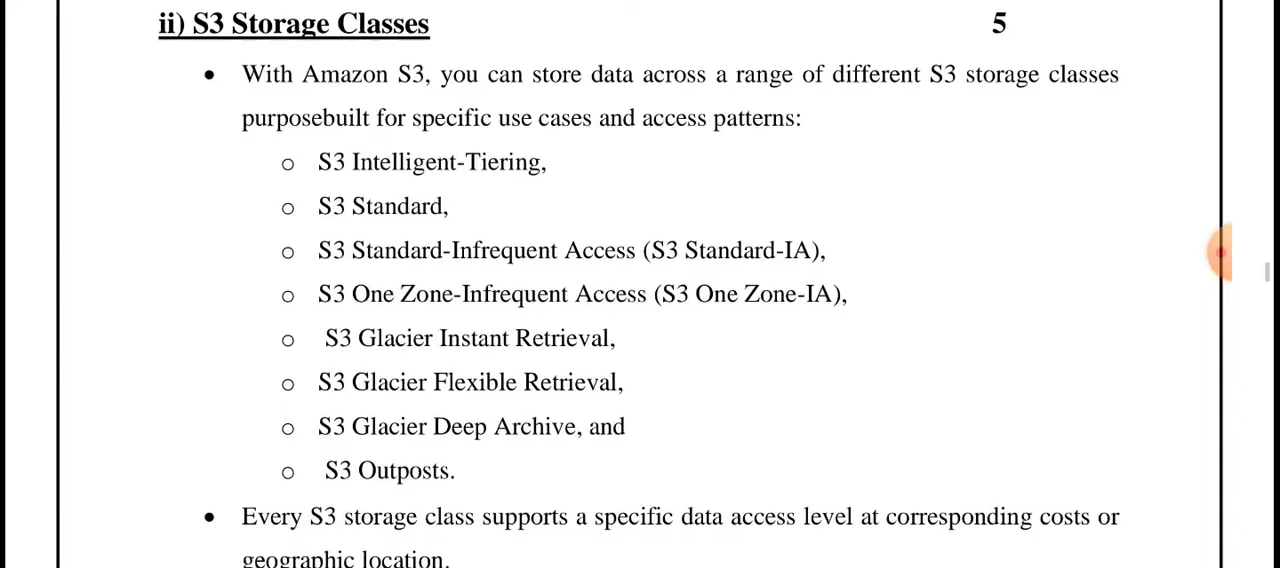 ii) S3 Storage Classes 5
• With Amazon S3, you can store data across a range of different S3 storage classes
purposebuilt for specific use cases and access patterns:
o S3 Intelligent-Tiering,
o S3 Standard,
o S3 Standard-Infrequent Access (S3 Standard-IA),
o S3 One Zone-Infrequent Access (S3 One Zone-IA),
o S3 Glacier Instant Retrieval,
o S3 Glacier Flexible Retrieval,
o S3 Glacier Deep Archive, and
o S3 Outposts.
• Every S3 storage class supports a specific data access level at corresponding costs or
geographic location.